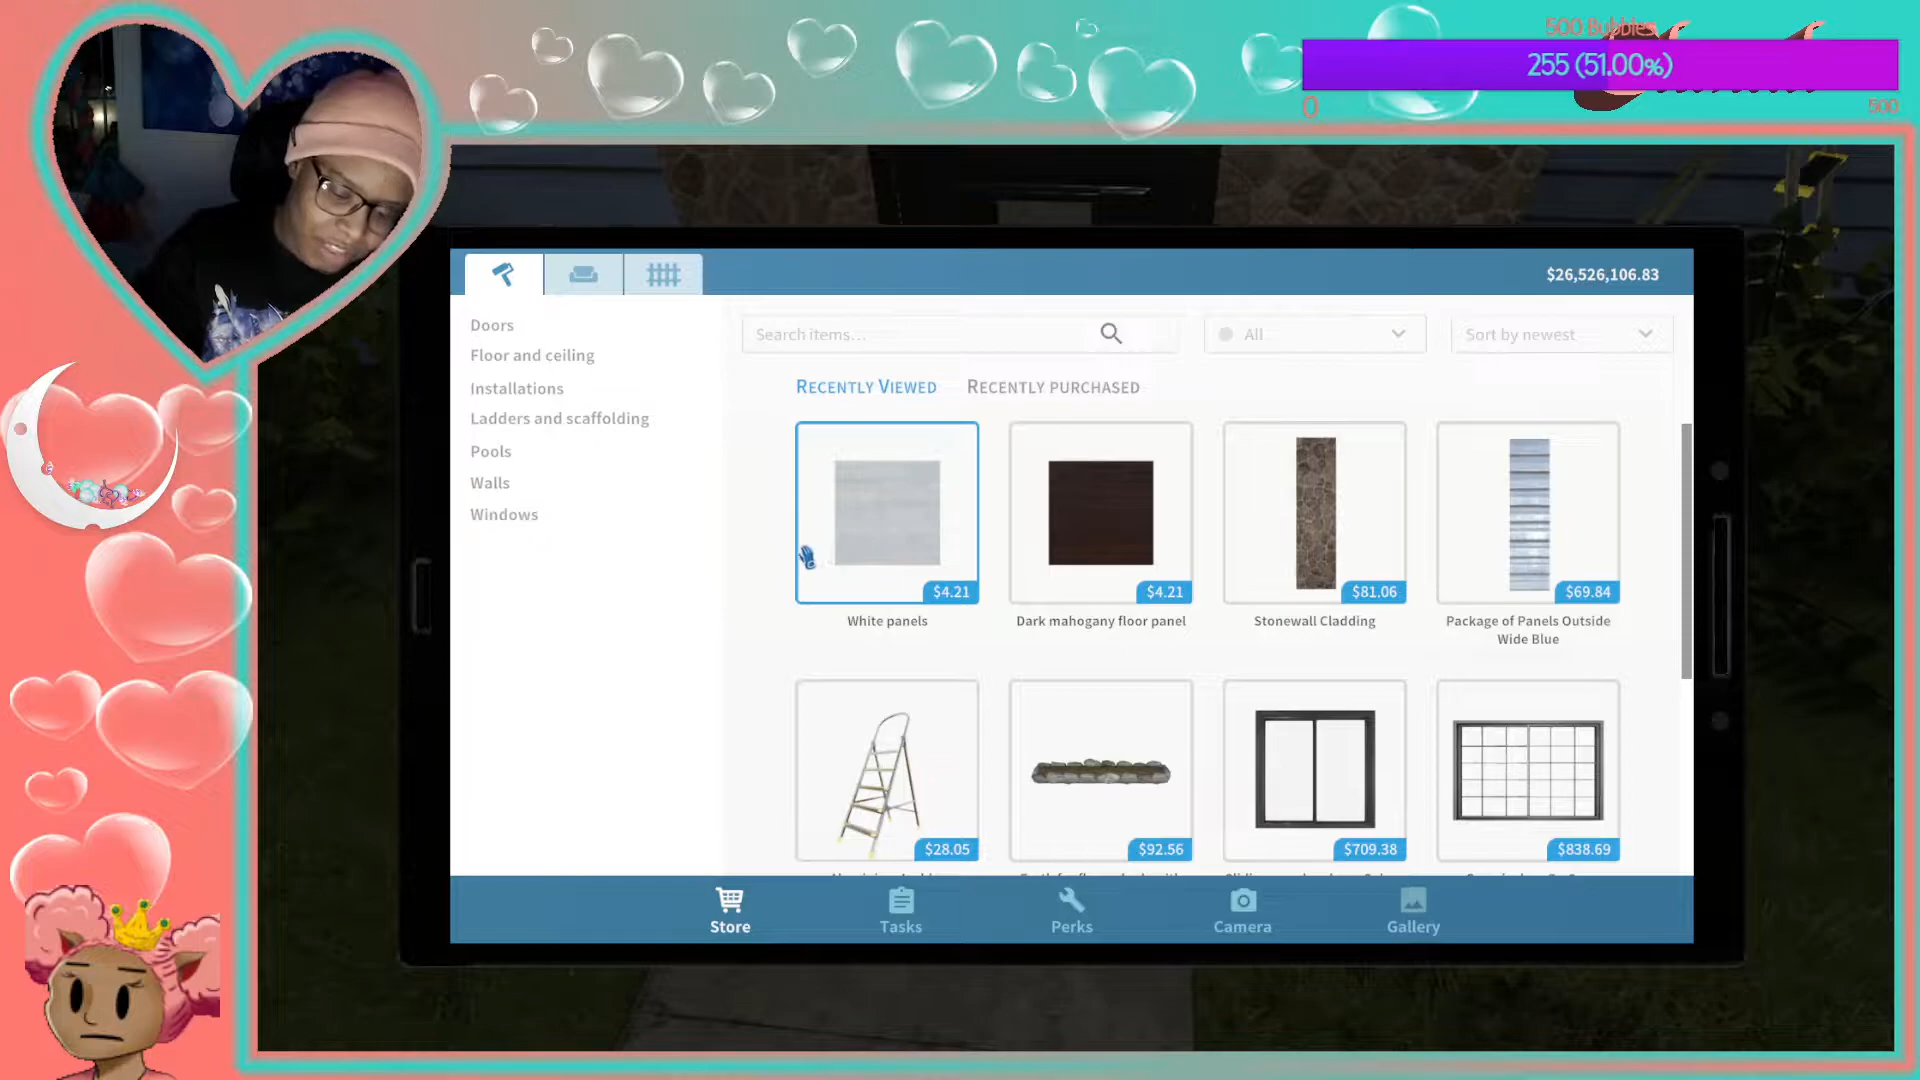 500 Bubbles
255 (51.00%)
0
500
$26,526,106.83
Doors
Floor and ceiling
Installations
Ladders and scaffolding
Pools
Walls
Windows
Search items...
All
Sort by newest
RECENTLY VIEWED
RECENTLY PURCHASED
$4.21
White panels
$4.21
Dark mahogany floor panel
$81.06
Stonewall Cladding
$69.84
Package of Panels Outside
Wide Blue
$28.05
$92.56
$709.38
$838.69
Store
Tasks
Perks
Camera
Gallery